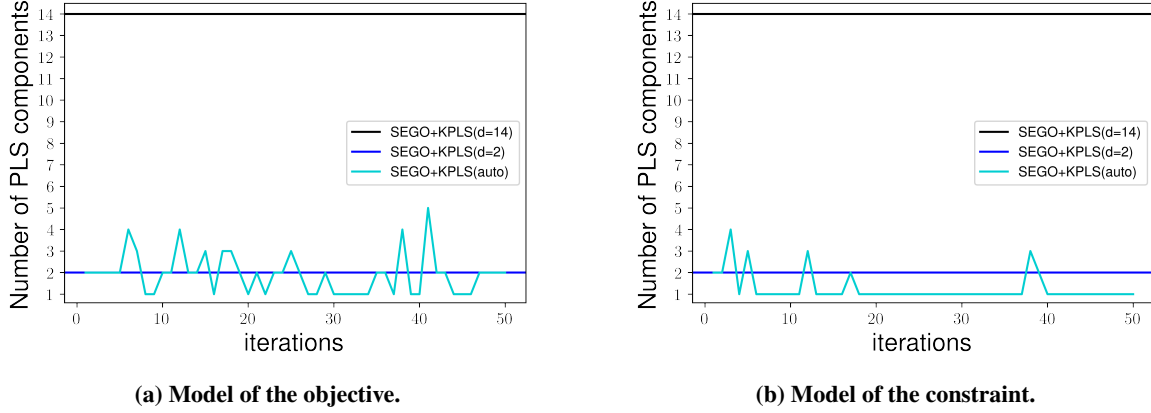 Number of PLS components
14
13
12
11
10
9
8
7
6
5
4
3
2
1
SEGO+KPLS(d=14)
SEGO+KPLS(d=2)
SEGO+KPLS(auto)
0 10 20 30 40 50
iterations
(a) Model of the objective.
Number of PLS components
14
13
12
11
10
9
8
7
6
5
4
3
2
1
SEGO+KPLS(d=14)
SEGO+KPLS(d=2)
SEGO+KPLS(auto)
0 10 20 30 40 50
iterations
(b) Model of the constraint.